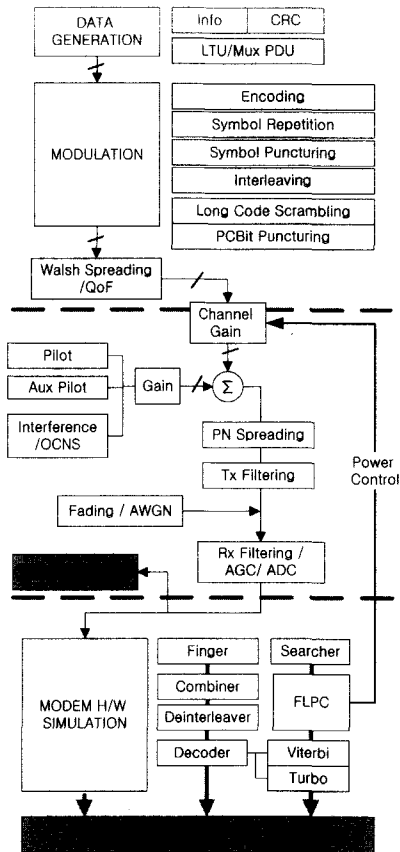 DATA
GENERATION
Info
CRC
LTU/Mux PDU
MODULATION
Encoding
Symbol Repetition
Symbol Puncturing
Interleaving
Long Code Scrambling
PCBit Puncturing
Walsh Spreading
/QoF
Channel
Gain
Pilot
Aux Pilot
Interference
/OCNS
Gain
Σ
PN Spreading
Tx Filtering
Power
Control
Fading / AWGN
Rx Filtering /
AGC/ ADC
MODEM H/W
SIMULATION
Finger
Combiner
Deinterleaver
Decoder
Searcher
FLPC
Viterbi
Turbo